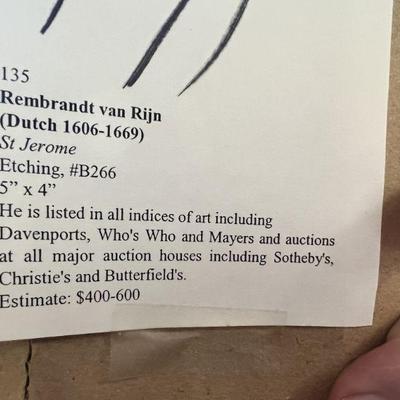 135
Rembrandt van Rijn
(Dutch 1606-1669)
St Jerome
Etching, #B266
5” x 4”
He is listed in all indices of art including
Davenports, Who's Who and Mayers and auctions
at all major auction houses including Sotheby's,
Christie's and Butterfield's.
Estimate: $400-600